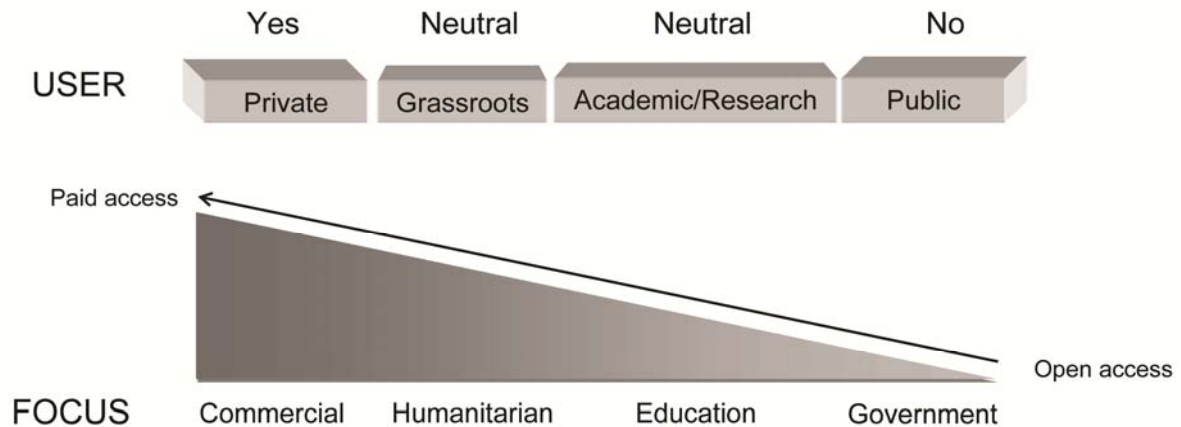 Yes Neutral Neutral No
USER Private Grassroots Academic/Research Public
Paid access
Open access
FOCUS Commercial Humanitarian Education Government